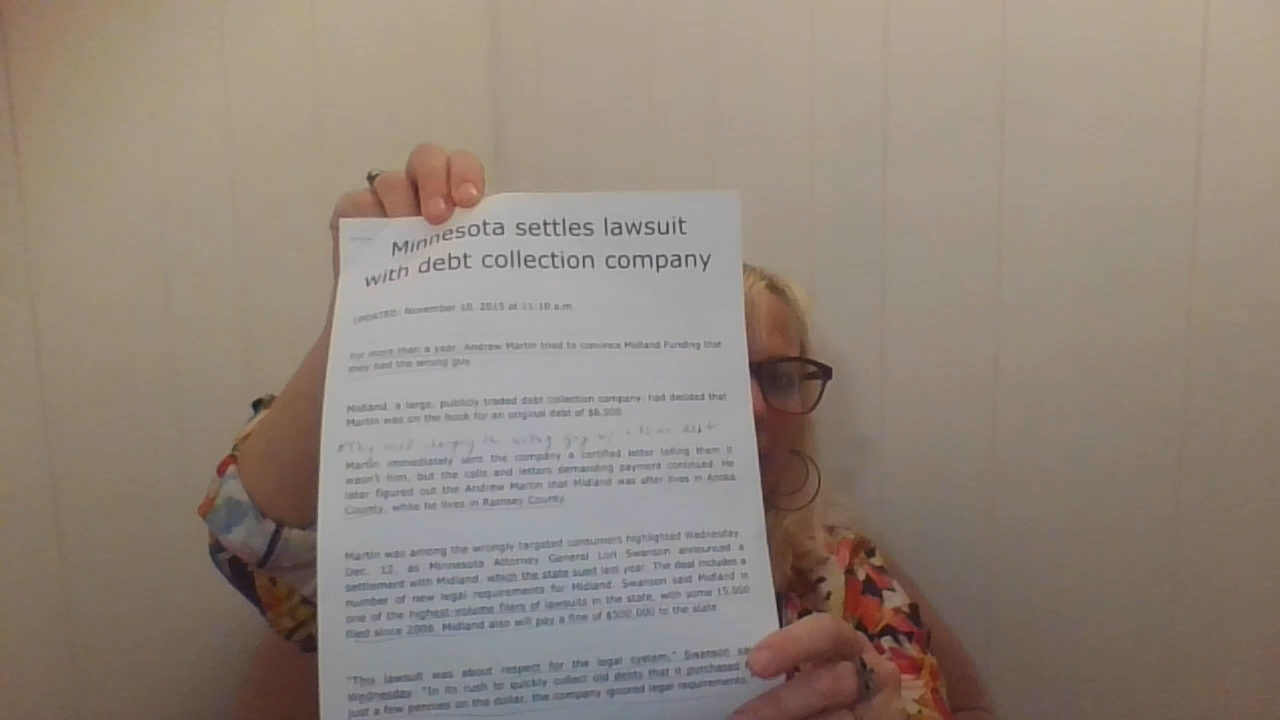 Minnesota settles lawsuit
with debt collection company
UPDATED: November 10, 2015 at 11:10 a.m.
For more than a year, Andrew Martin tried to convince Midland Funding that
they had the wrong guy.
Midland, a large, publicly traded debt collection company, had decided that
Martin was on the hook for an original debt of $6,000.
charging the wrong guy debt
Martin immediately sent the company a certified letter telling them it
wasn't him, but the calls and letters demanding payment continued. He
later figured out the Andrew Martin that Midland was after lives in Anoka
County, while he lives in Ramsey County.
Martin was among the wrongly targeted consumers highlighted Wednesday,
Dec. 12, as Minnesota Attorney General Lori Swanson announced a
settlement with Midland, which the state sued last year. The deal includes a
number of new legal requirements for Midland. Swanson said Midland is
one of the highest-volume filers of lawsuits in the state, with some 15,000
filed since 2008. Midland also will pay a fine of $500,000 to the state.
"This lawsuit was about respect for the legal system," Swanson
Wednesday. "In its rush to quickly collect old debts that it purchased
just a few pennies on the dollar, the company ignored legal requirements